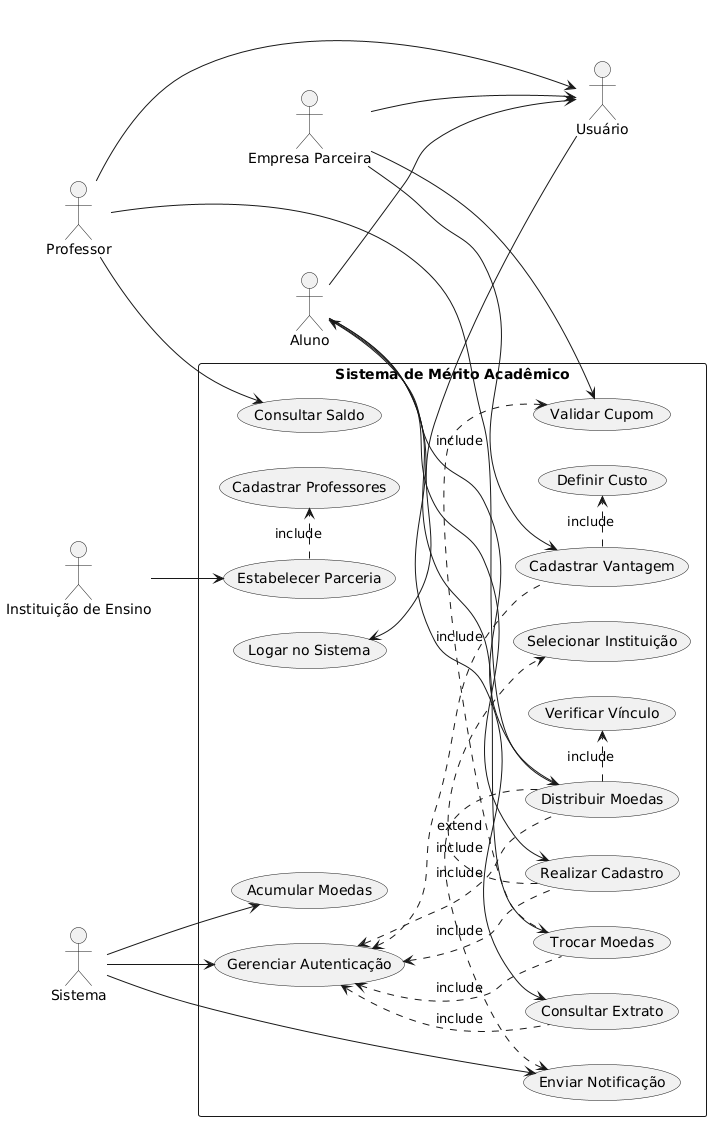 Usuário
Empresa Parceira
Professor
Aluno
Sistema de Mérito Acadêmico
Consultar Saldo
Validar Cupom
include
Cadastrar Professores
Definir Custo
include
include
Instituição de Ensino
Estabelecer Parceria
Cadastrar Vantagem
Logar no Sistema
include
Selecionar Instituição
Verificar Vínculo
include
Distribuir Moedas
extend
include
include
Acumular Moedas
Realizar Cadastro
include
Sistema
Gerenciar Autenticação
Trocar Moedas
include
include
Consultar Extrato
Enviar Notificação